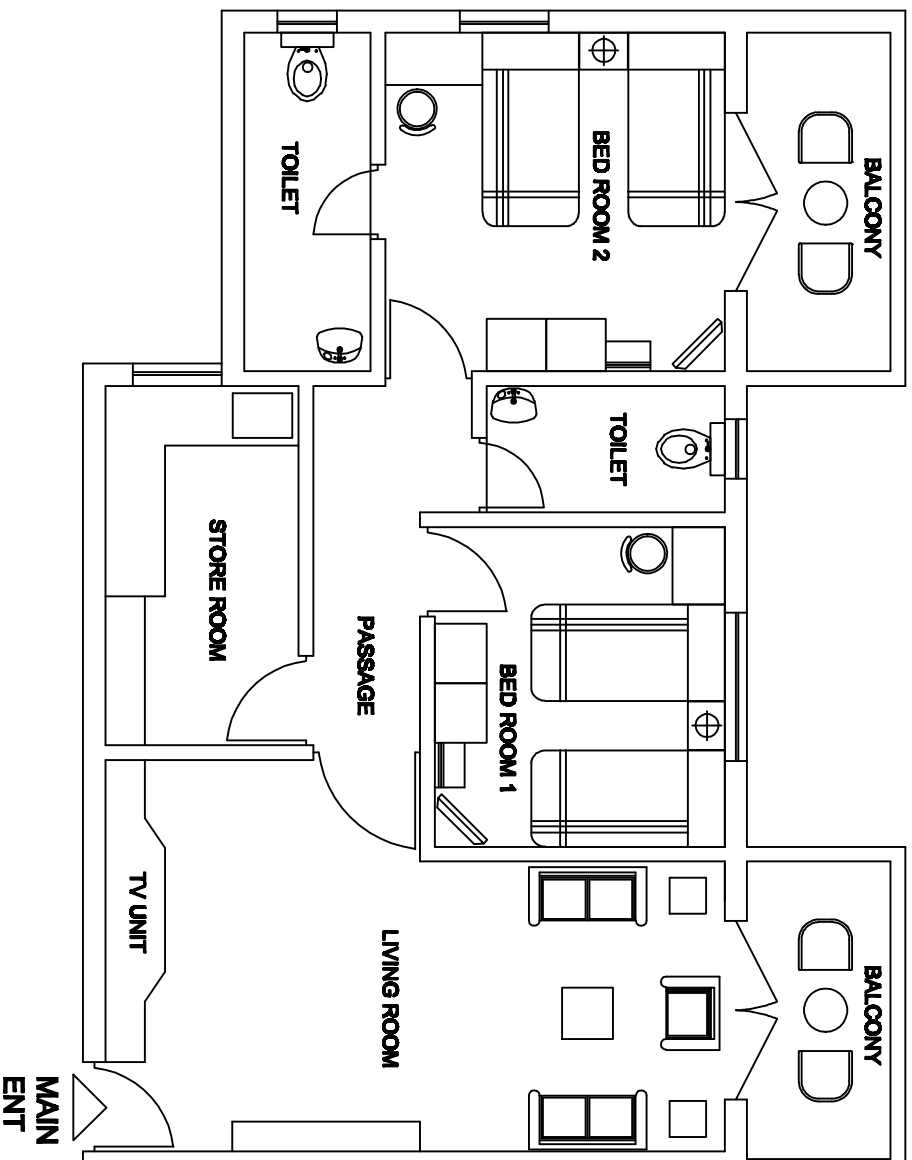 BALCONY
BED ROOM 2
TOILET
TOILET
STORE ROOM
PASSAGE
BED ROOM 1
BALCONY
LIVING ROOM
TV UNIT
MAIN
ENT